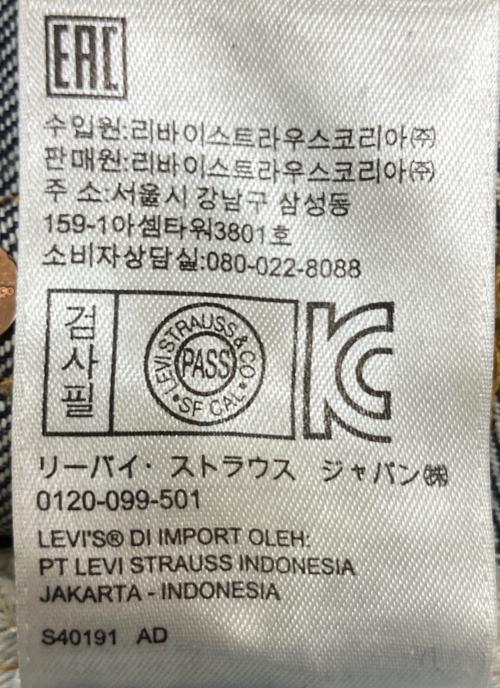 EAC
수입원:리바이스트라우스코리아㈜
판매원:리바이스트라우스코리아㈜
주 소:서울시 강남구 삼성동
159-1아셈타워3801호
소비자상담실:080-022-8088
검사필
LEVI STRAUSS & CO
PASS
• SF CAL •
KC
リーバイ・ストラウス ジャパン㈱
0120-099-501
LEVI'S® DI IMPORT OLEH:
PT LEVI STRAUSS INDONESIA
JAKARTA - INDONESIA
S40191 AD